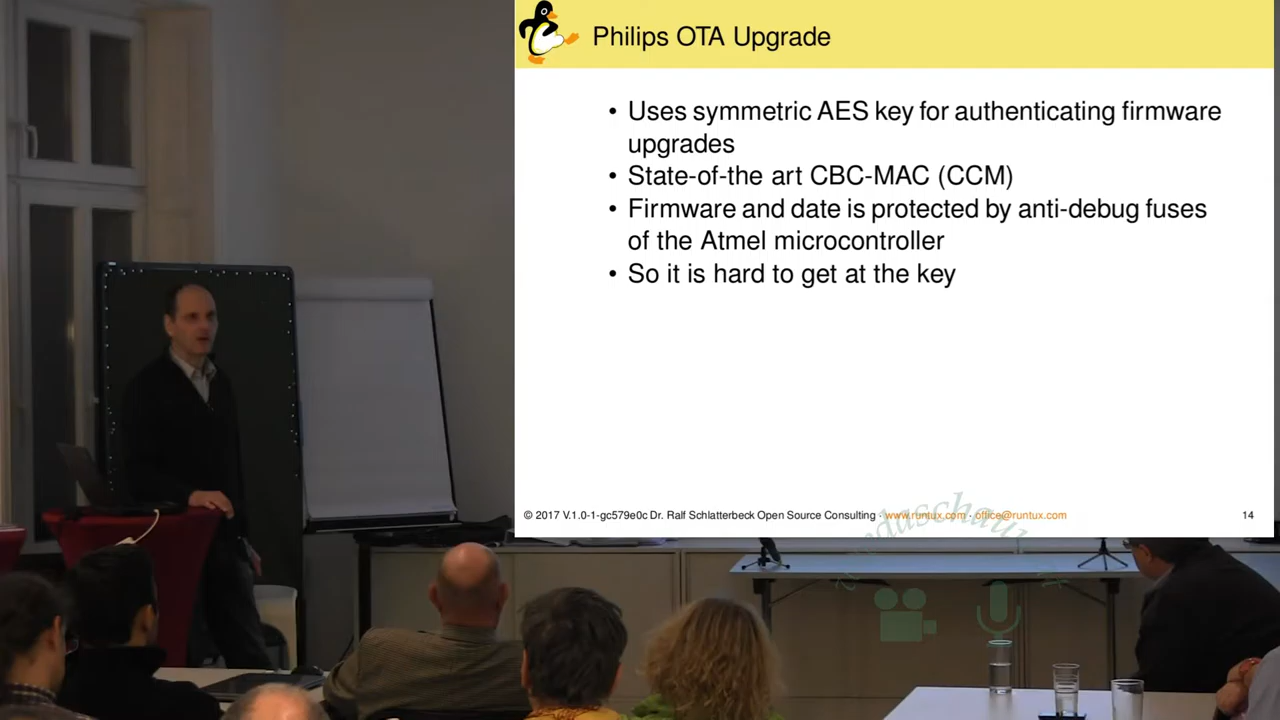 Philips OTA Upgrade
• Uses symmetric AES key for authenticating firmware
upgrades
• State-of-the art CBC-MAC (CCM)
• Firmware and date is protected by anti-debug fuses
of the Atmel microcontroller
• So it is hard to get at the key
© 2017 V.1.0-1-gc579e0c Dr. Ralf Schlatterbeck Open Source Consulting · www.runtux.com · office@runtux.com
14